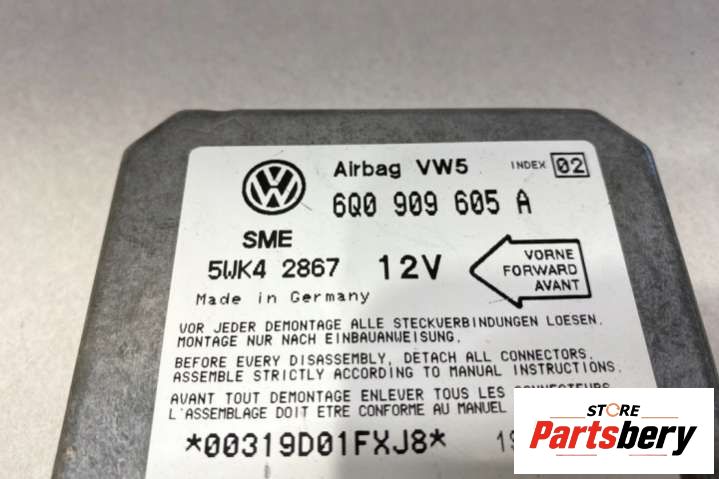 Airbag VW5 INDEX 02
6Q0 909 605 A
SME
5WK4 2867 12V
VORNE
FORWARD
AVANT
Made in Germany
VOR JEDER DEMONTAGE ALLE STECKVERBINDUNGEN LOESEN.
MONTAGE NUR NACH EINBAUANWEISUNG.
BEFORE EVERY DISASSEMBLY, DETACH ALL CONNECTORS.
ASSEMBLE STRICTLY ACCORDING TO MANUAL INSTRUCTIONS.
AVANT TOUT DEMONTAGE ENLEVER TOUS LES CONNECTEURS
L'ASSEMBLAGE DOIT ETRE CONFORME AU MANUEL
*00319D01FXJ8*
STORE
Partsbery